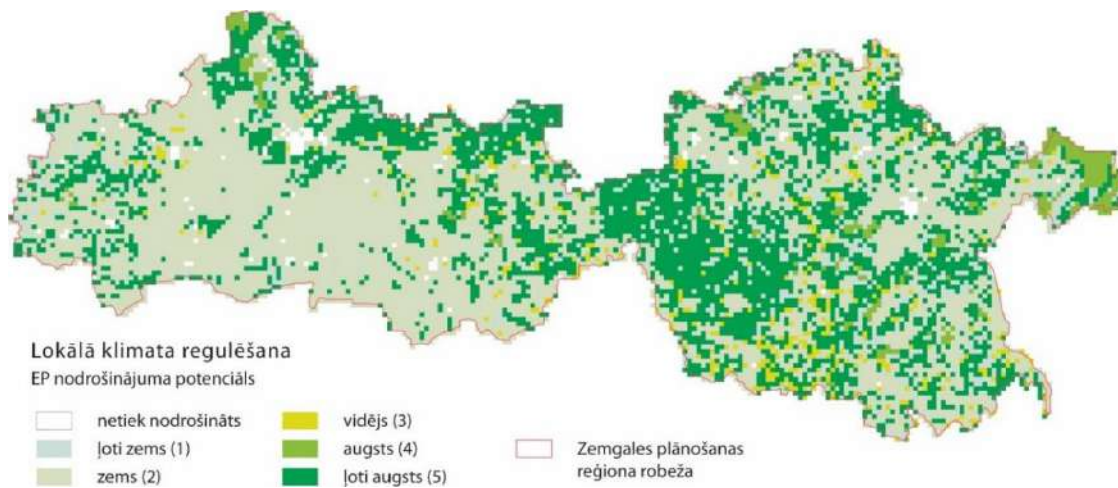 Lokālā klimata regulēšana
EP nodrošinājuma potenciāls
netiek nodrošināts
ļoti zems (1)
zems (2)
vidējs (3)
augsts (4)
ļoti augsts (5)
Zemgales plānošanas
reģiona robeža